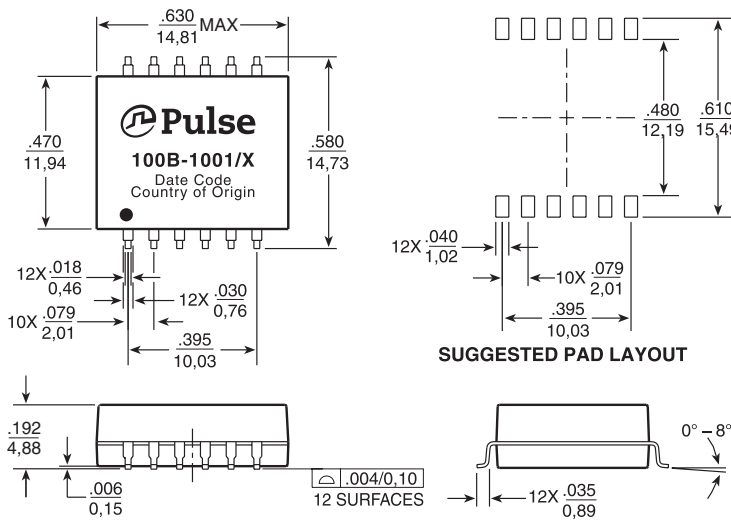 .630
14,81
MAX
.470
11,94
Pulse
100B-1001/X
Date Code
Country of Origin
.580
14,73
12X .018
0,46
12X .030
0,76
10X .079
2,01
.395
10,03
.480
12,19
.610
15,49
12X .040
1,02
10X .079
2,01
.395
10,03
SUGGESTED PAD LAYOUT
.192
4,88
.006
0,15
.004/0,10
12 SURFACES
0° – 8°
12X .035
0,89